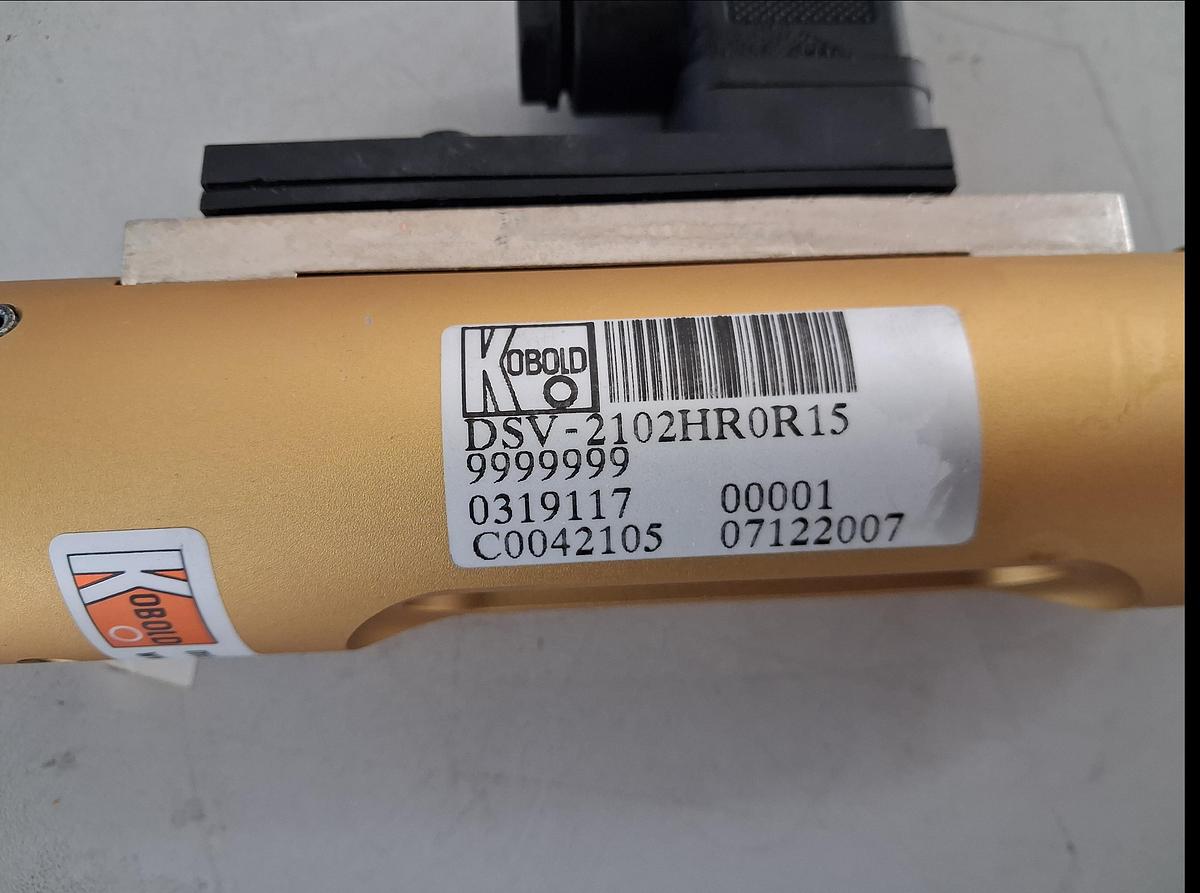 KOBOLD
DSV-2102HR0R15
9999999
0319117 00001
C0042105 07122007
KOBOLD